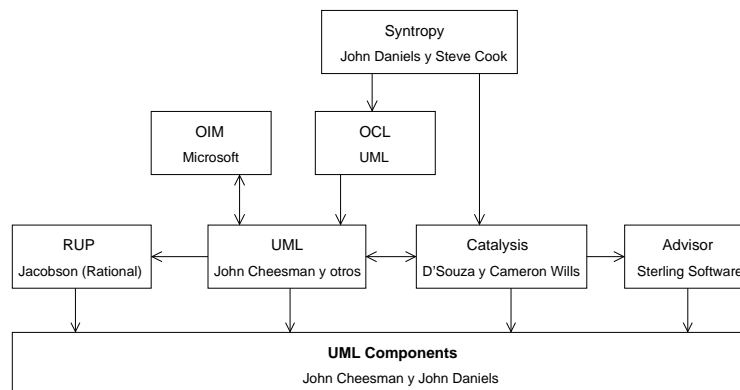 Syntropy
John Daniels y Steve Cook
OIM
Microsoft
OCL
UML
RUP
Jacobson (Rational)
UML
John Cheesman y otros
Catalysis
D'Souza y Cameron Wills
Advisor
Sterling Software
UML Components
John Cheesman y John Daniels